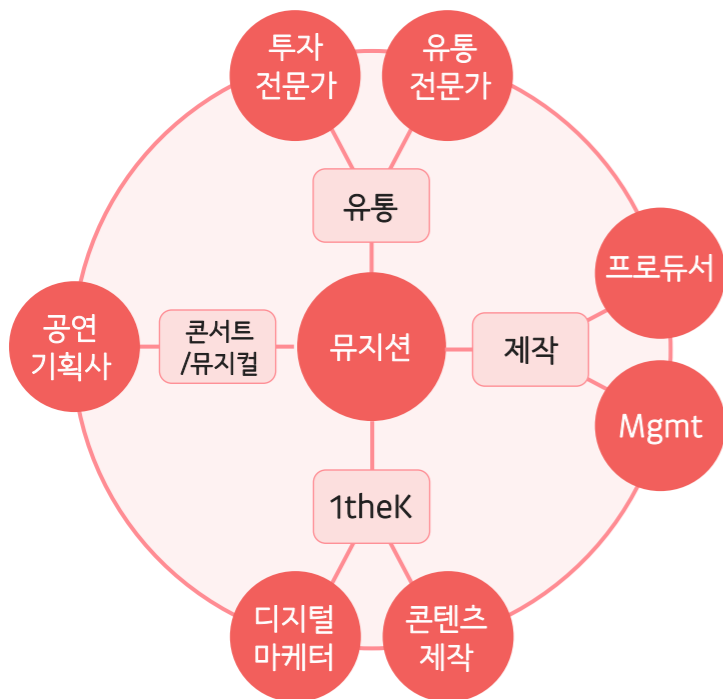 투자
전문가
유통
전문가
유통
프로듀서
공연
기획사
콘서트
/뮤지컬
뮤지션
제작
Mgmt
1theK
디지털
마케터
콘텐츠
제작